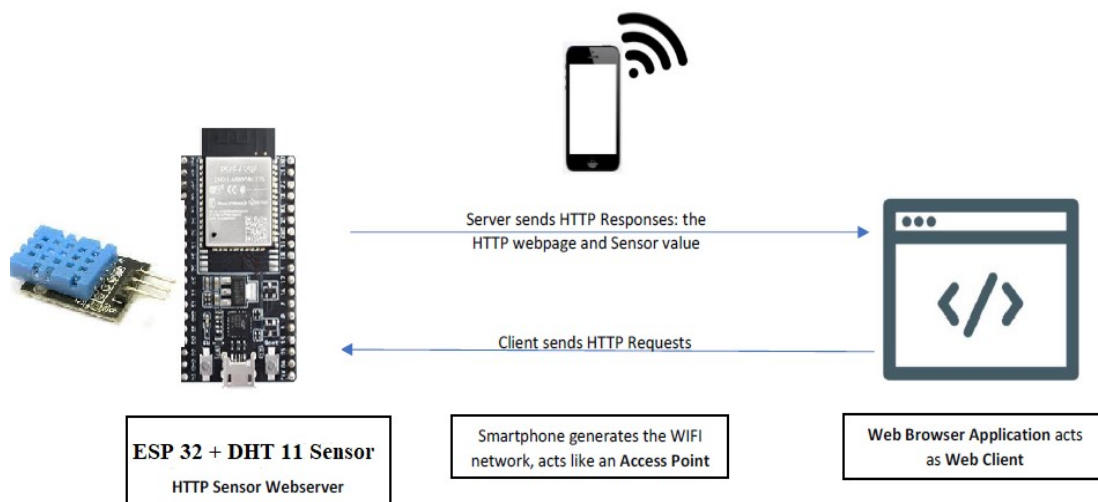 Server sends HTTP Responses: the
HTTP webpage and Sensor value
Client sends HTTP Requests
ESP 32 + DHT 11 Sensor
HTTP Sensor Webserver
Smartphone generates the WIFI
network, acts like an Access Point
Web Browser Application acts
as Web Client